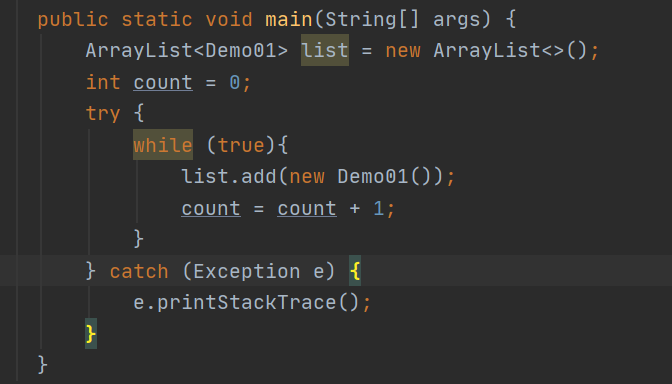 public static void main(String[] args) {
ArrayList<Demo01> list = new ArrayList<>();
int count = 0;
try {
while (true){
list.add(new Demo01());
count = count + 1;
}
} catch (Exception e) {
e.printStackTrace();
}
}